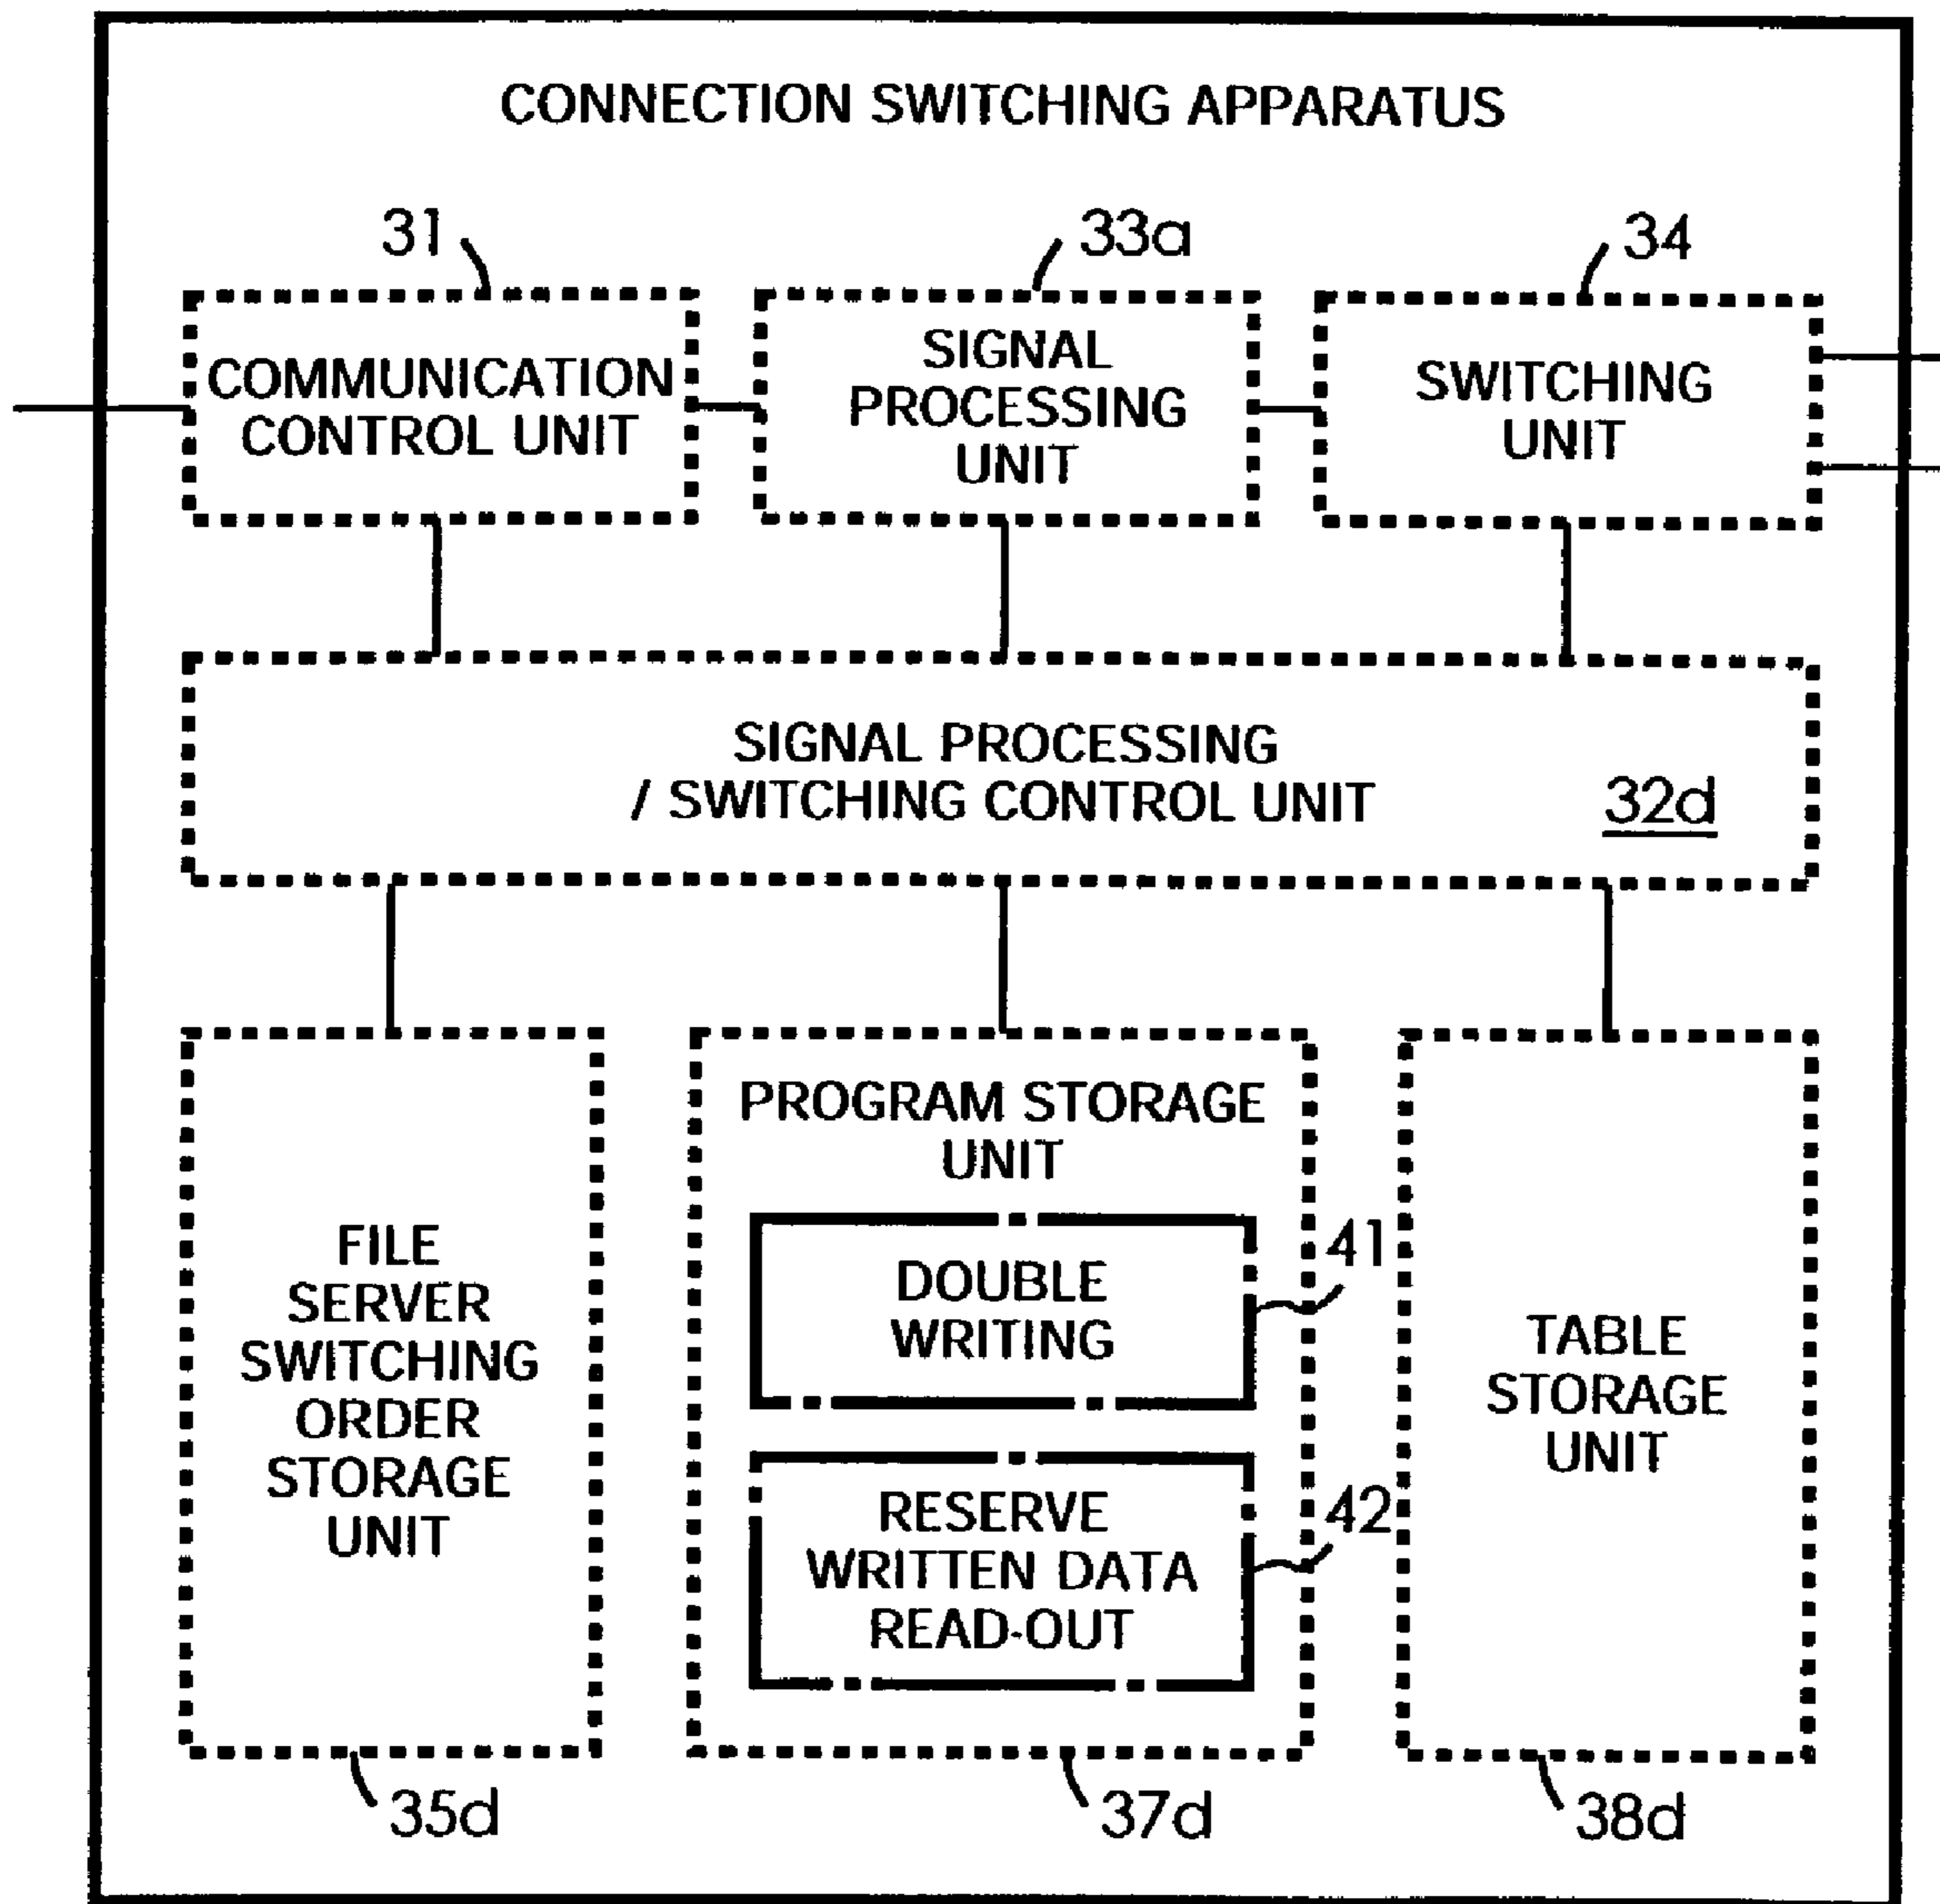 CONNECTION SWITCHING APPARATUS
31
33a
34
COMMUNICATION
CONTROL UNIT
SIGNAL
PROCESSING
UNIT
SWITCHING
UNIT
SIGNAL PROCESSING
/ SWITCHING CONTROL UNIT
32d
FILE
SERVER
SWITCHING
ORDER
STORAGE
UNIT
PROGRAM STORAGE
UNIT
DOUBLE
WRITING
41
RESERVE
WRITTEN DATA
READ-OUT
42
TABLE
STORAGE
UNIT
35d
37d
38d